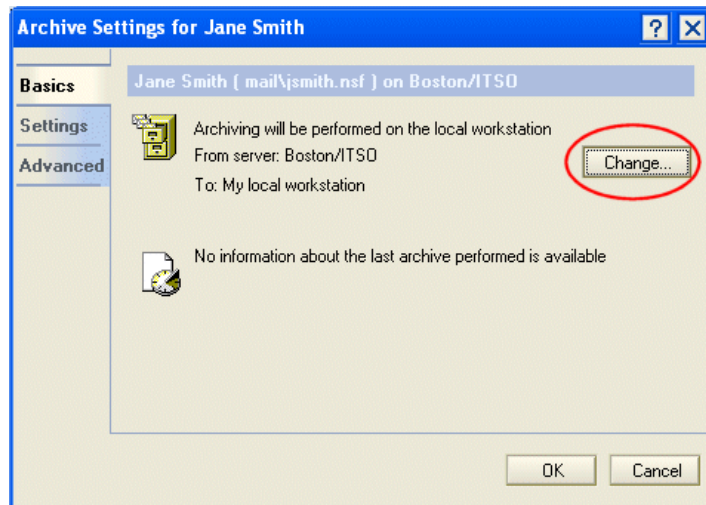 Archive Settings for Jane Smith
Basics
Settings
Advanced
Jane Smith ( mail\jsmith.nsf ) on Boston/ITSO
Archiving will be performed on the local workstation
From server: Boston/ITSO
To: My local workstation
Change...
No information about the last archive performed is available
OK
Cancel